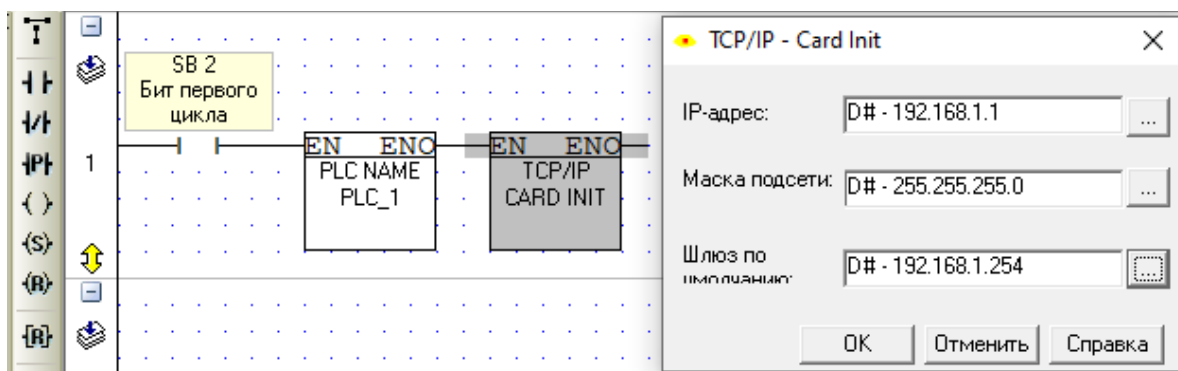 SB 2
Бит первого
цикла
1
EN ENO
PLC NAME
PLC_1
EN ENO
TCP/IP
CARD INIT
TCP/IP - Card Init
IP-адрес:
D# - 192.168.1.1
...
Маска подсети:
D# - 255.255.255.0
...
Шлюз по
умолчанию:
D# - 192.168.1.254
...
OK
Отменить
Справка